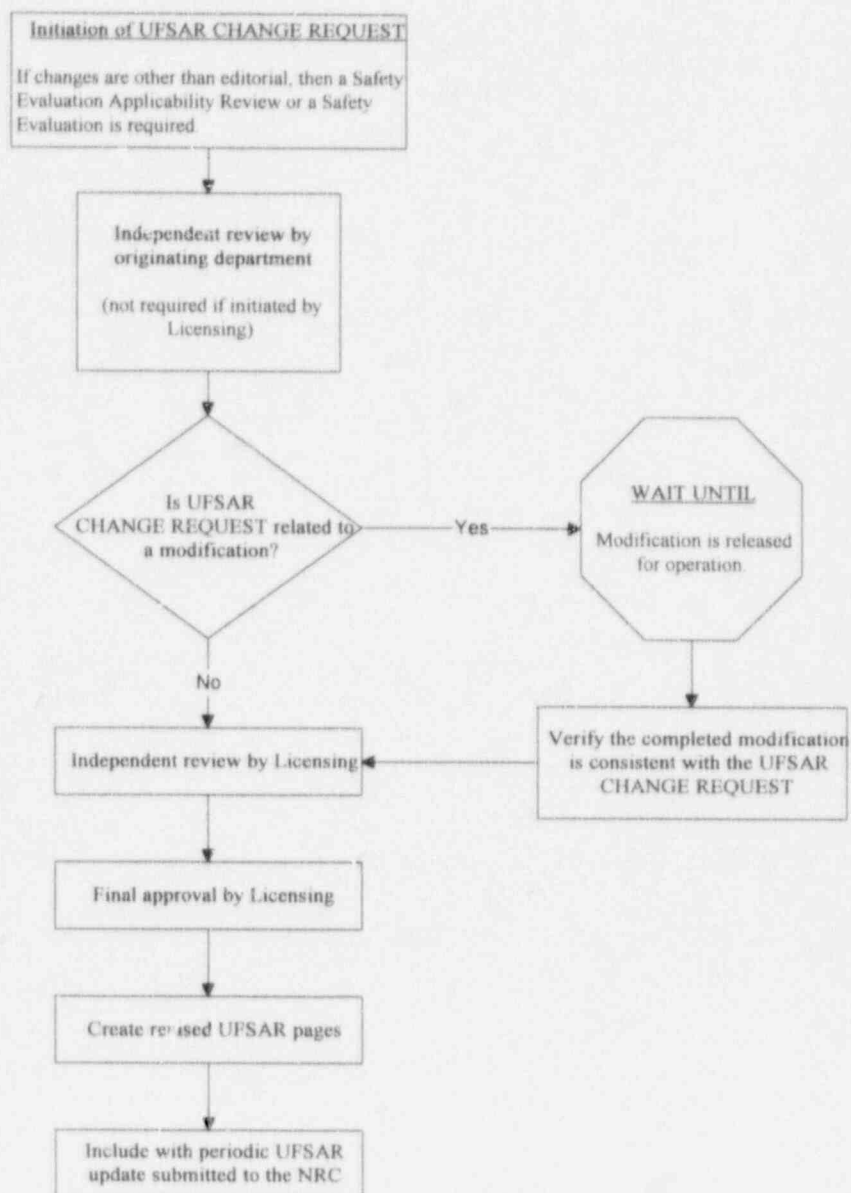 Initiation of UFSAR CHANGE REQUEST
If changes are other than editorial, then a Safety
Evaluation Applicability Review or a Safety
Evaluation is required.
Independent review by
originating department
(not required if initiated by
Licensing)
Is UFSAR
CHANGE REQUEST related to
a modification?
Yes
WAIT UNTIL
Modification is released
for operation.
No
Independent review by Licensing
Verify the completed modification
is consistent with the UFSAR
CHANGE REQUEST
Final approval by Licensing
Create revised UFSAR pages
Include with periodic UFSAR
update submitted to the NRC